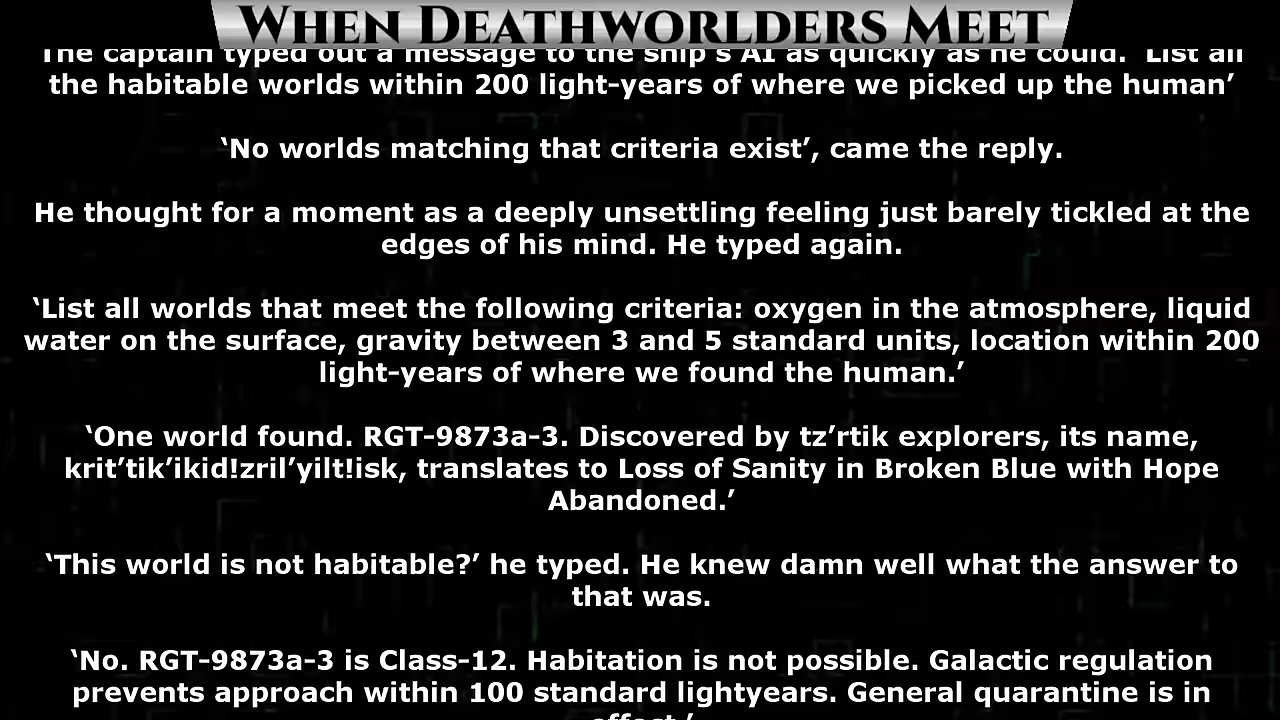 When Deathworlders Meet
The captain typed out a message to the ship's AI as quickly as he could. 'List all
the habitable worlds within 200 light-years of where we picked up the human’
‘No worlds matching that criteria exist’, came the reply.
He thought for a moment as a deeply unsettling feeling just barely tickled at the
edges of his mind. He typed again.
‘List all worlds that meet the following criteria: oxygen in the atmosphere, liquid
water on the surface, gravity between 3 and 5 standard units, location within 200
light-years of where we found the human.’
‘One world found. RGT-9873a-3. Discovered by tz’rtik explorers, its name,
krit’tik’ikid!zril’yilt!isk, translates to Loss of Sanity in Broken Blue with Hope
Abandoned.’
‘This world is not habitable?’ he typed. He knew damn well what the answer to
that was.
‘No. RGT-9873a-3 is Class-12. Habitation is not possible. Galactic regulation
prevents approach within 100 standard lightyears. General quarantine is in
effect.’